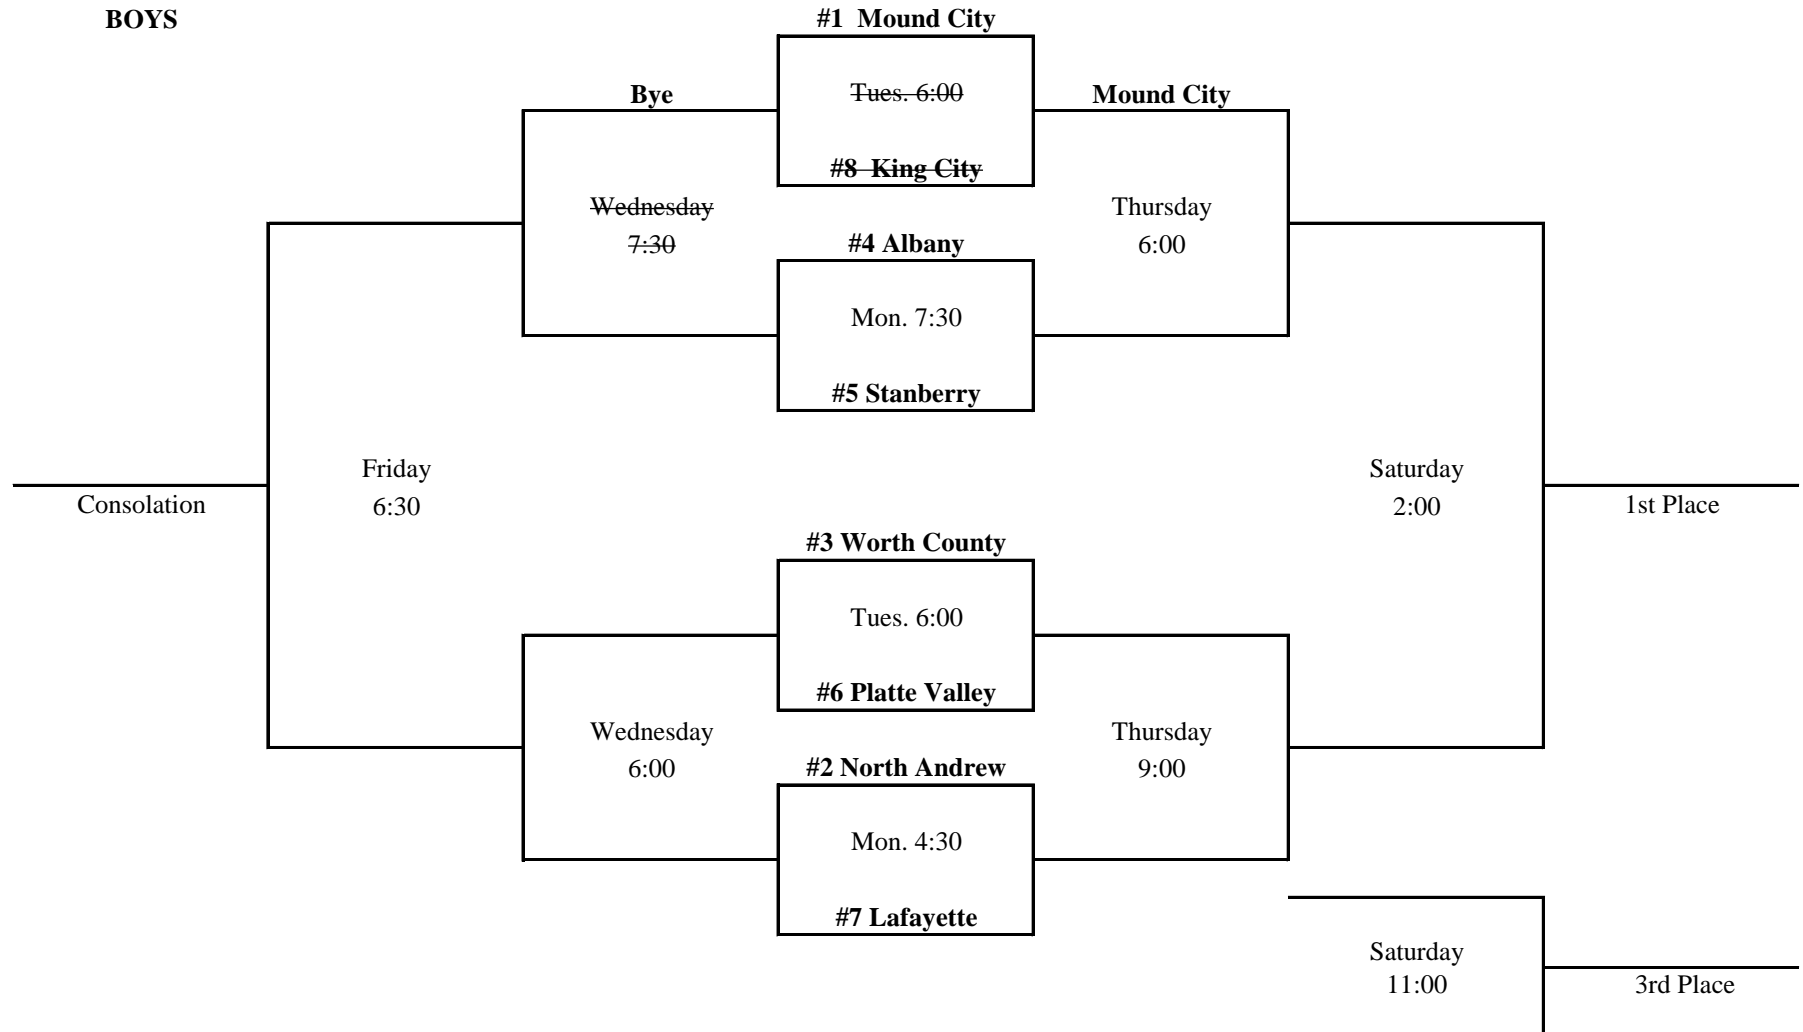 BOYS
#1  Mound City
Bye
Tues. 6:00
Mound City
#8  King City
Wednesday
7:30
Thursday
6:00
#4 Albany
Mon. 7:30
#5 Stanberry
Friday
6:30
Consolation
Saturday
2:00
1st Place
#3 Worth County
Tues. 6:00
#6 Platte Valley
Wednesday
6:00
Thursday
9:00
#2 North Andrew
Mon. 4:30
#7 Lafayette
Saturday
11:00
3rd Place